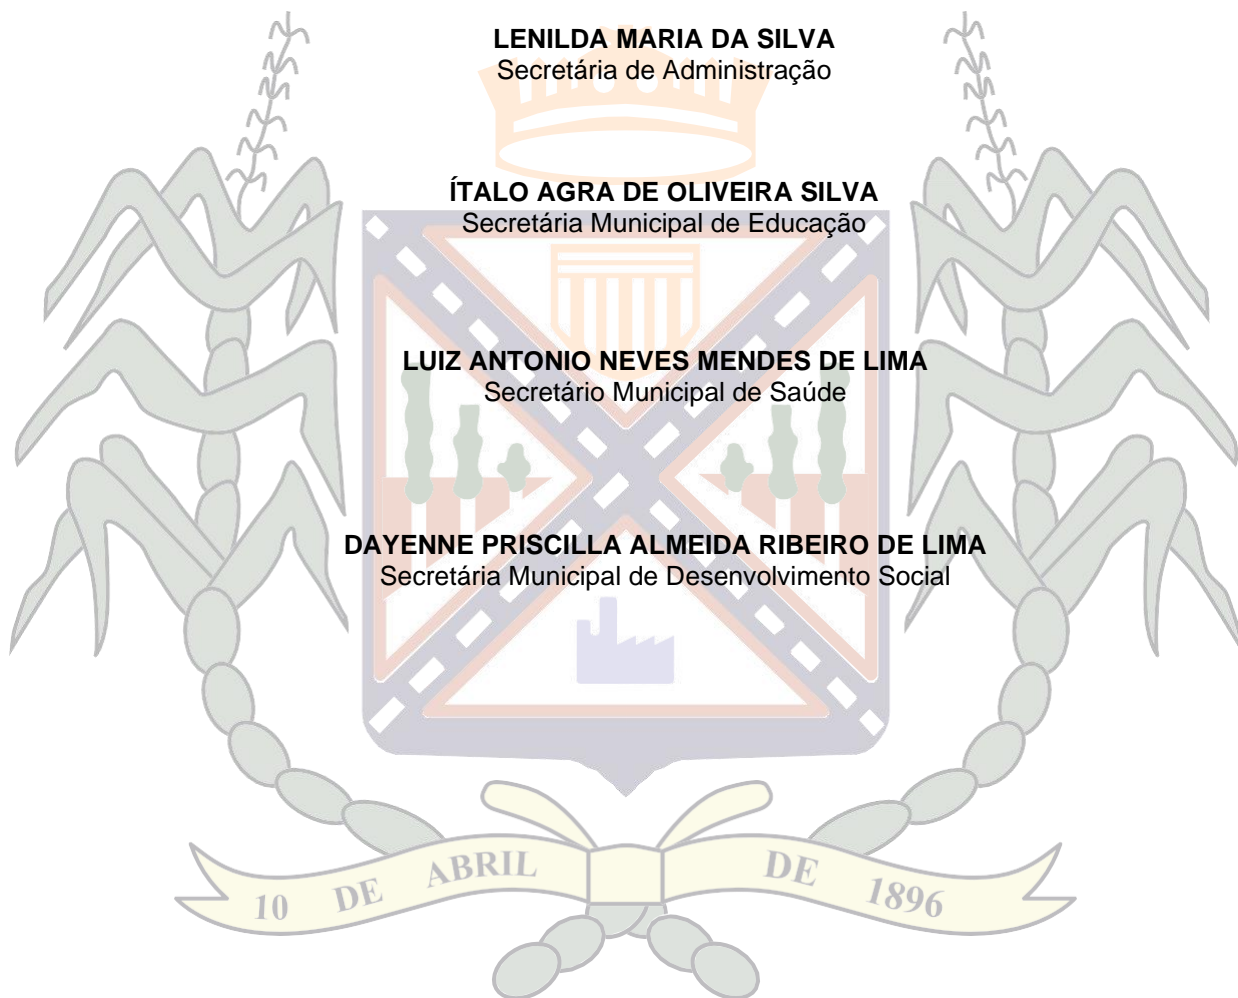 LENILDA MARIA DA SILVA
Secretária de Administração
ÍTALO AGRA DE OLIVEIRA SILVA
Secretária Municipal de Educação
LUIZ ANTONIO NEVES MENDES DE LIMA
Secretário Municipal de Saúde
DAYENNE PRISCILLA ALMEIDA RIBEIRO DE LIMA
Secretária Municipal de Desenvolvimento Social
10 DE ABRIL DE 1896